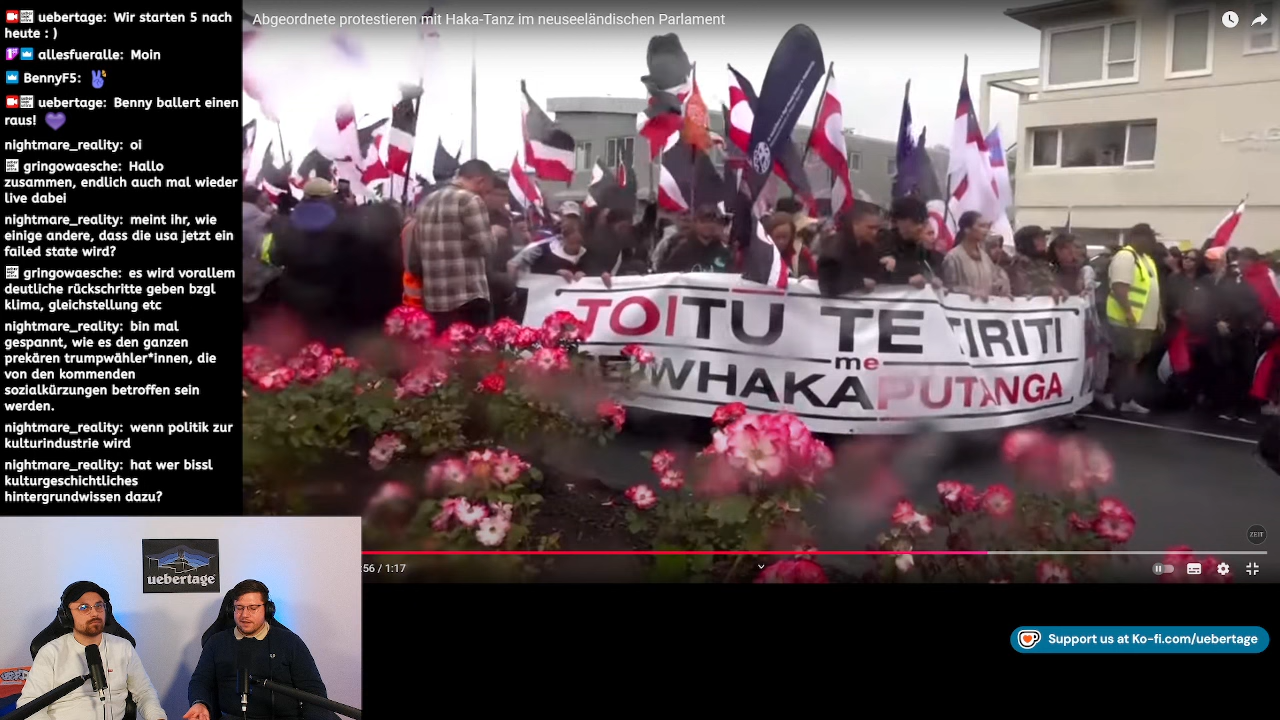 uebertage: Wir starten 5 nach
heute : )
allesfueralle: Moin
BennyF5:
uebertage: Benny ballert einen
raus!
nightmare_reality: oi
gringowaesche: Hallo
zusammen, endlich auch mal wieder
live dabei
nightmare_reality: meint ihr, wie
einige andere, dass die usa jetzt ein
failed state wird?
gringowaesche: es wird vorallem
deutliche rückschritte geben bzgl
klima, gleichstellung etc
nightmare_reality: bin mal
gespannt, wie es den ganzen
prekären trumpwähler*innen, die
von den kommenden
sozialkürzungen betroffen sein
werden.
nightmare_reality: wenn politik zur
kulturindustrie wird
nightmare_reality: hat wer bissl
kulturgeschichtliches
hintergrundwissen dazu?
Abgeordnete protestieren mit Haka-Tanz im neuseeländischen Parlament
TOITŪ TE TIRITI
me
WHAKAPUTANGA
ZEIT
:56 / 1:17
uebertage
Support us at Ko-fi.com/uebertage